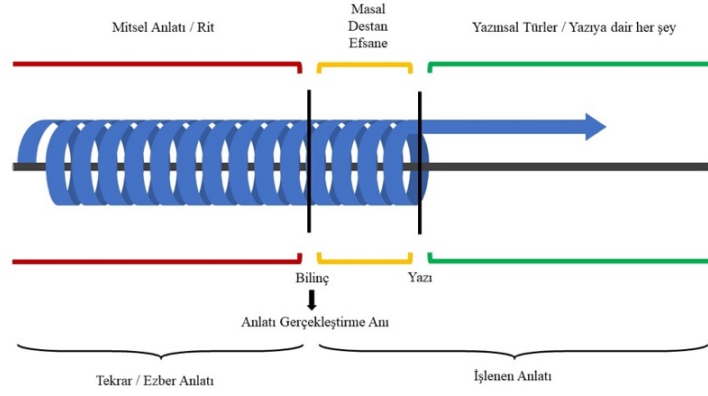 Mitsel Anlatı / Rit
Masal
Destan
Efsane
Yazınsal Türler / Yazıya dair her şey
Bilinç
Yazı
Anlatı Gerçekleştirme Anı
Tekrar / Ezber Anlatı
İşlenen Anlatı